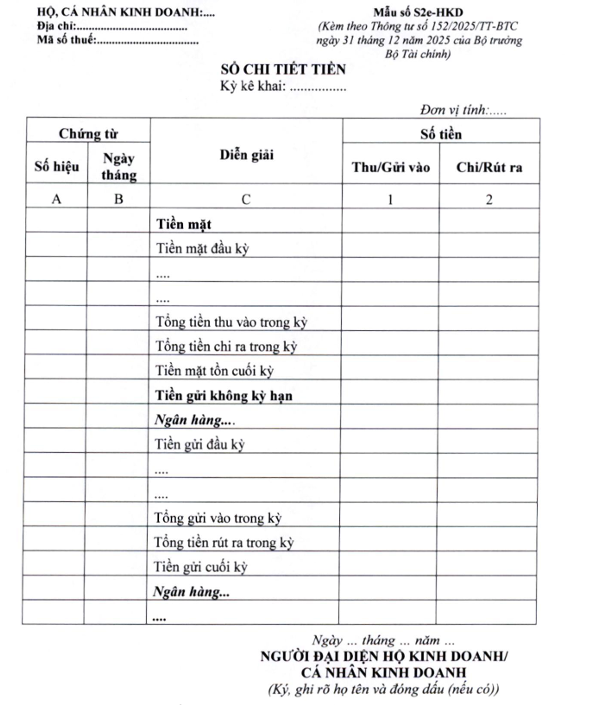 HỘ, CÁ NHÂN KINH DOANH:....
Địa chỉ:...................................
Mã số thuế:................................
Mẫu số S2e-HKD
(Kèm theo Thông tư số 152/2025/TT-BTC
ngày 31 tháng 12 năm 2025 của Bộ trưởng
Bộ Tài chính)
SỔ CHI TIẾT TIỀN
Kỳ kê khai: ................
Đơn vị tính:.....
Chứng từ
Diễn giải
Số tiền
Số hiệu
Ngày tháng
Thu/Gửi vào
Chi/Rút ra
A B C 1 2
Tiền mặt
Tiền mặt đầu kỳ
....
....
Tổng tiền thu vào trong kỳ
Tổng tiền chi ra trong kỳ
Tiền mặt tồn cuối kỳ
Tiền gửi không kỳ hạn
Ngân hàng....
Tiền gửi đầu kỳ
....
....
Tổng gửi vào trong kỳ
Tổng tiền rút ra trong kỳ
Tiền gửi cuối kỳ
Ngân hàng...
....
Ngày ... tháng ... năm ...
NGƯỜI ĐẠI DIỆN HỘ KINH DOANH/
CÁ NHÂN KINH DOANH
(Ký, ghi rõ họ tên và đóng dấu (nếu có))